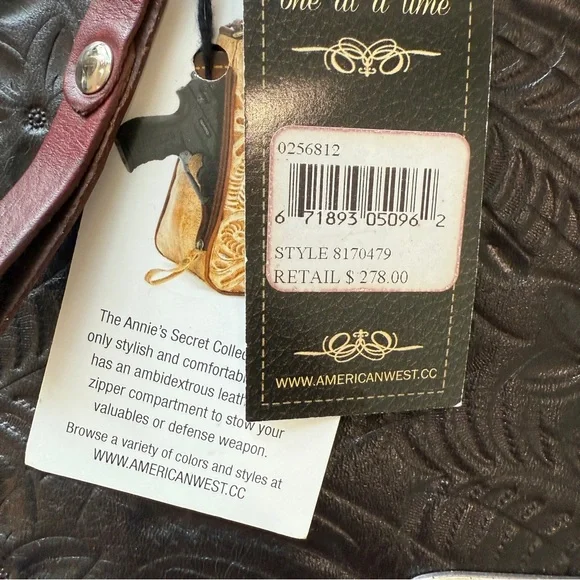 one at a time
0256812
6 71893 05096 2
STYLE 8170479
RETAIL $ 278.00
WWW.AMERICANWEST.CC
The Annie's Secret Collec
only stylish and comfortab
has an ambidextrous leath
zipper compartment to stow your
valuables or defense weapon.
Browse a variety of colors and styles at
WWW.AMERICANWEST.CC